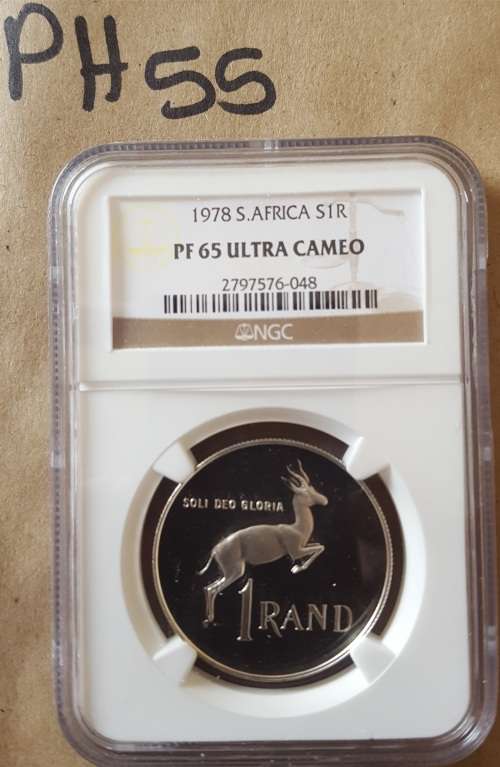 PH55
1978 S.AFRICA S1R
PF 65 ULTRA CAMEO
2797576-048
NGC
SOLI DEO GLORIA
1 RAND